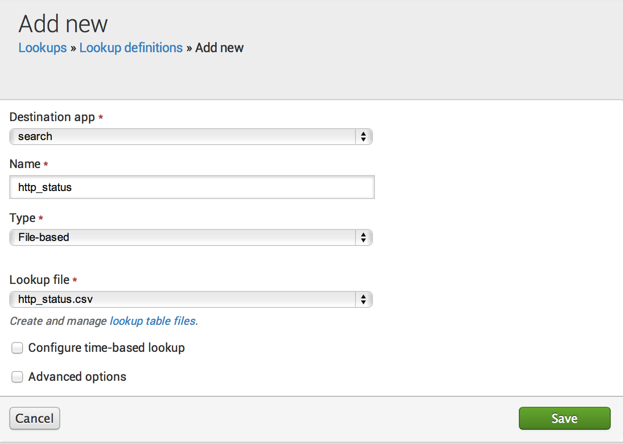 Add new
Lookups » Lookup definitions » Add new
Destination app *
search
Name *
http_status
Type *
File-based
Lookup file *
http_status.csv
Create and manage lookup table files.
Configure time-based lookup
Advanced options
Cancel
Save